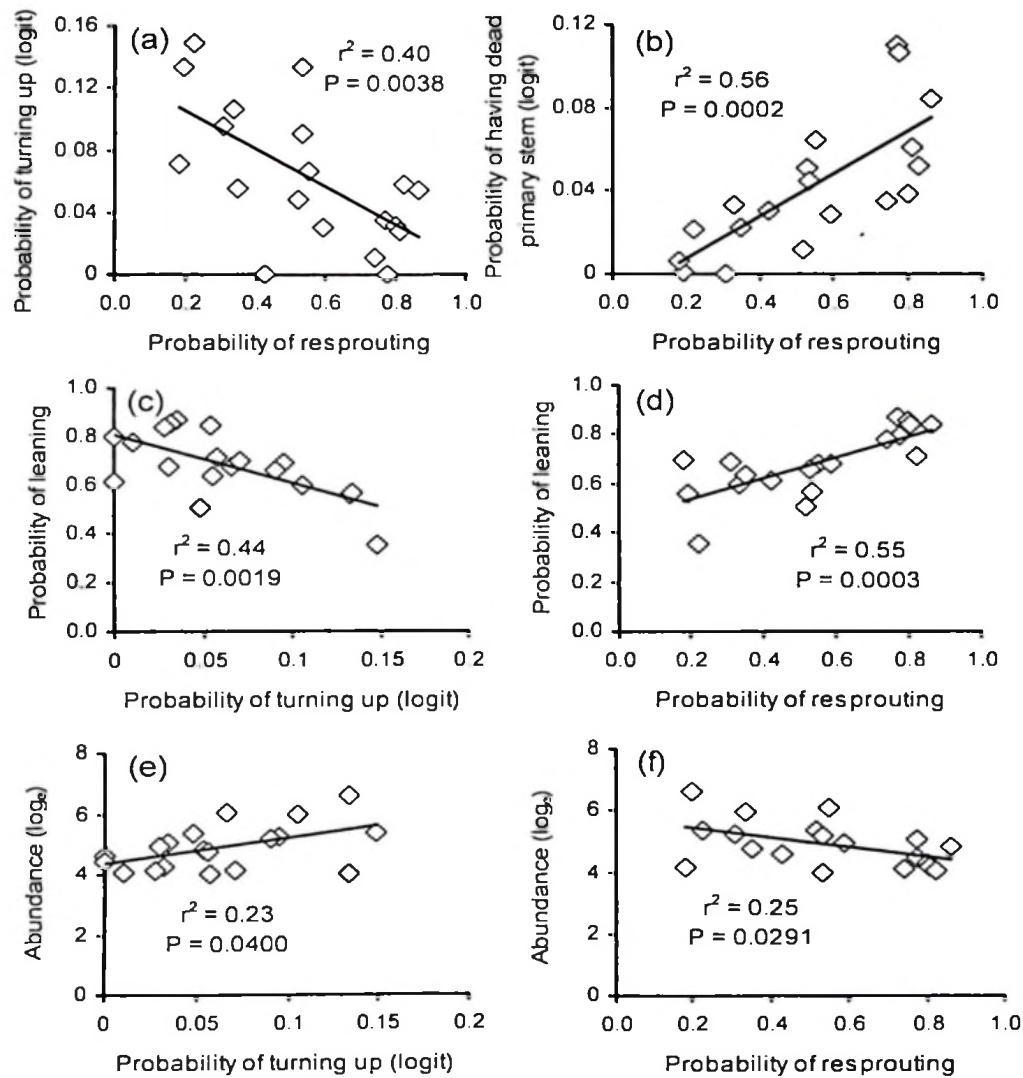 (a)
r² = 0.40
P = 0.0038
Probability of turning up (logit)
0.16
0.12
0.08
0.04
0
0.0 0.2 0.4 0.6 0.8 1.0
Probability of resprouting
(b)
r² = 0.56
P = 0.0002
Probability of having dead
primary stem (logit)
0.12
0.08
0.04
0
0.0 0.2 0.4 0.6 0.8 1.0
Probability of resprouting
(c)
r² = 0.44
P = 0.0019
Probability of leaning
1.0
0.8
0.6
0.4
0.2
0.0
0 0.05 0.1 0.15 0.2
Probability of turning up (logit)
(d)
r² = 0.55
P = 0.0003
Probability of leaning
1.0
0.8
0.6
0.4
0.2
0.0
0.0 0.2 0.4 0.6 0.8 1.0
Probability of resprouting
(e)
r² = 0.23
P = 0.0400
Abundance (logₑ)
8
6
4
2
0
0 0.05 0.1 0.15 0.2
Probability of turning up (logit)
(f)
r² = 0.25
P = 0.0291
Abundance
8
6
4
2
0
0.0 0.2 0.4 0.6 0.8 1.0
Probability of resprouting